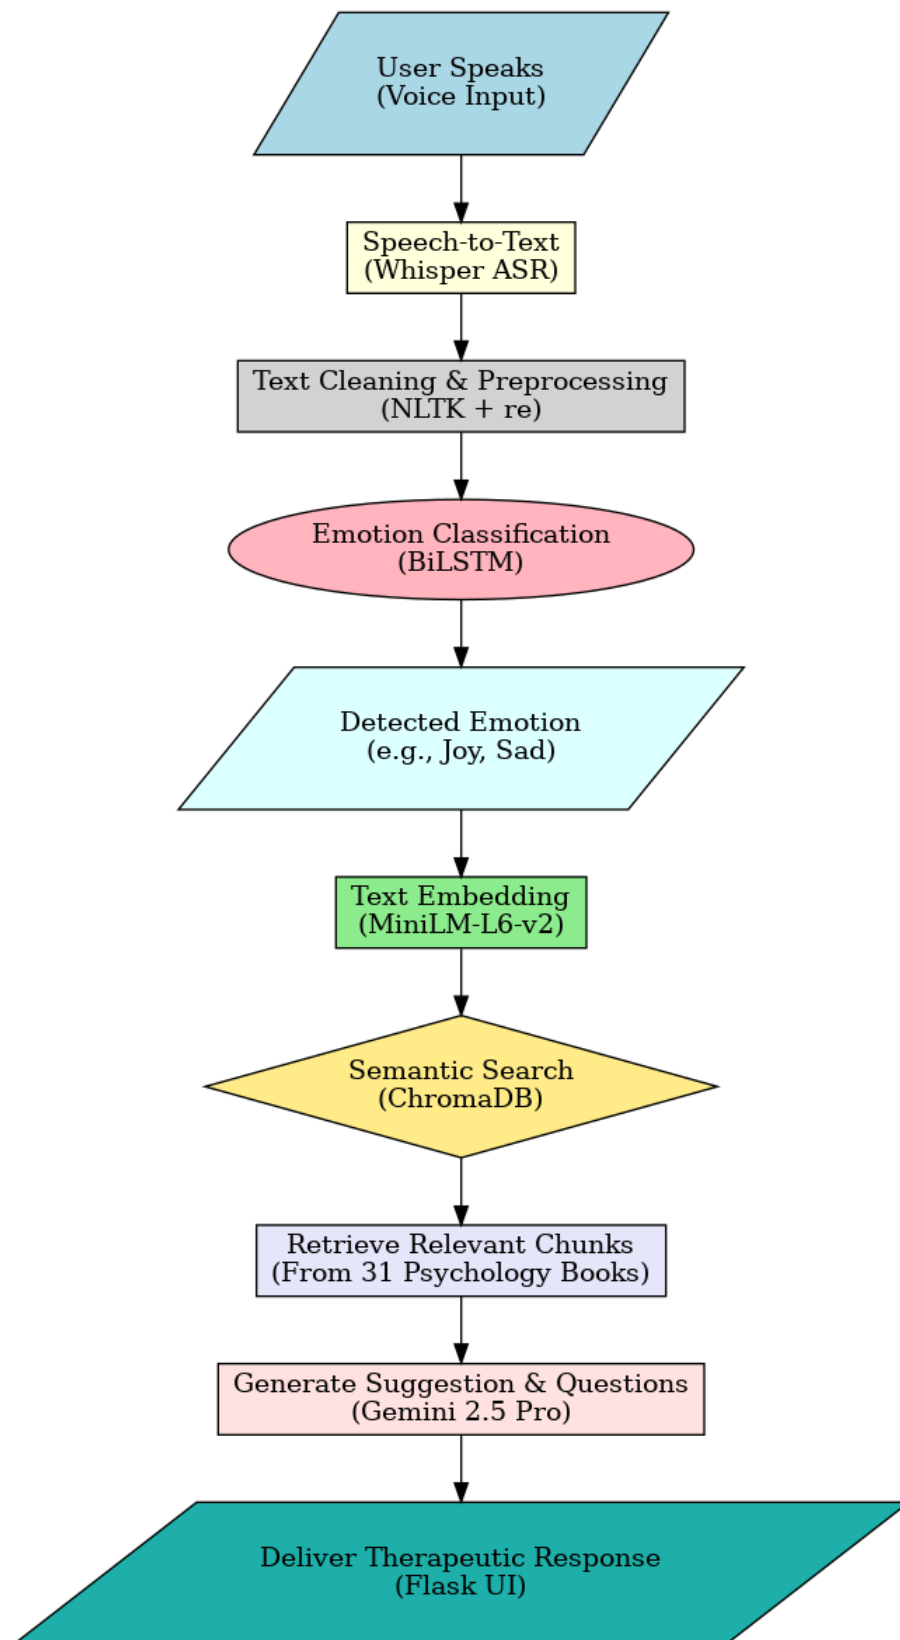 User Speaks
(Voice Input)
Speech-to-Text
(Whisper ASR)
Text Cleaning & Preprocessing
(NLTK + re)
Emotion Classification
(BiLSTM)
Detected Emotion
(e.g., Joy, Sad)
Text Embedding
(MiniLM-L6-v2)
Semantic Search
(ChromaDB)
Retrieve Relevant Chunks
(From 31 Psychology Books)
Generate Suggestion & Questions
(Gemini 2.5 Pro)
Deliver Therapeutic Response
(Flask UI)